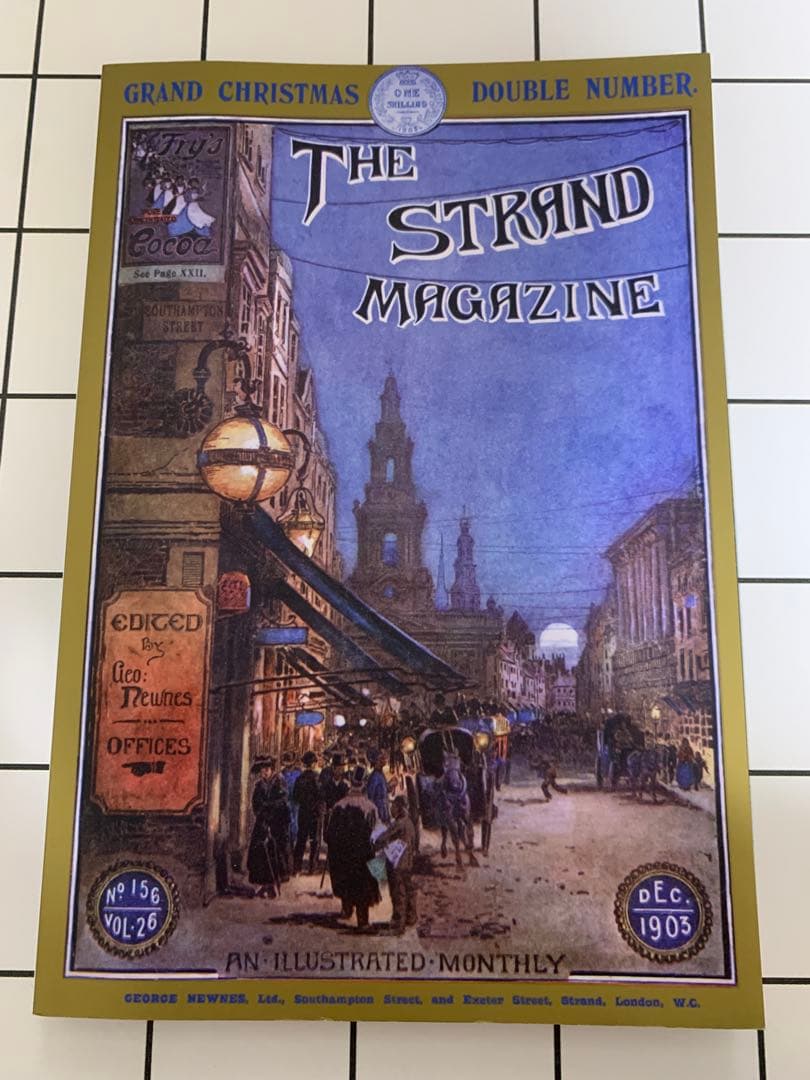 GRAND CHRISTMAS
ONE
SHILLING
DOUBLE NUMBER.
THE
STRAND
MAGAZINE
Fry's
Cocoa
See Page XXII.
SOUTHAMPTON
STREET
EDITED
By
Geo:
Newnes
OFFICES
No 156
VOL·26
DEC.
1903
AN·ILLUSTRATED·MONTHLY
GEORGE NEWNES, Ltd., Southampton Street, and Exeter Street, Strand, London, W.C.